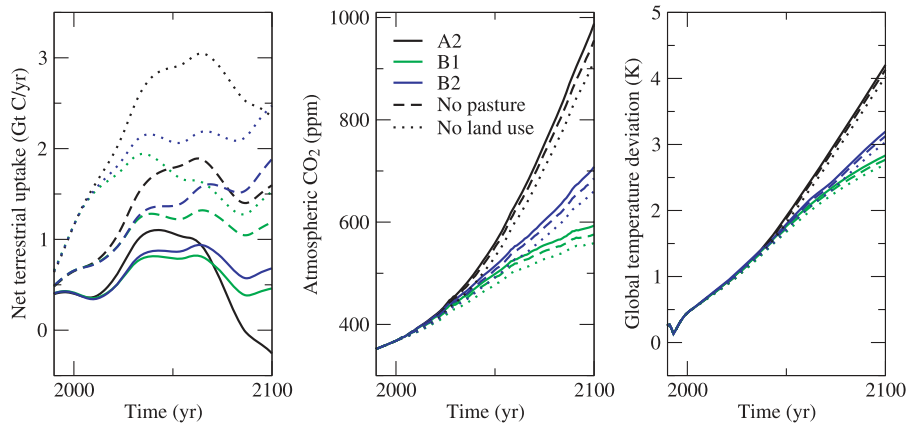 Net terrestrial uptake (Gt C/yr)
3
2
1
0
2000
2100
Time (yr)
Atmospheric CO2 (ppm)
1000
800
600
400
A2
B1
B2
No pasture
No land use
2000
2100
Time (yr)
Global temperature deviation (K)
5
4
3
2
1
0
2000
2100
Time (yr)